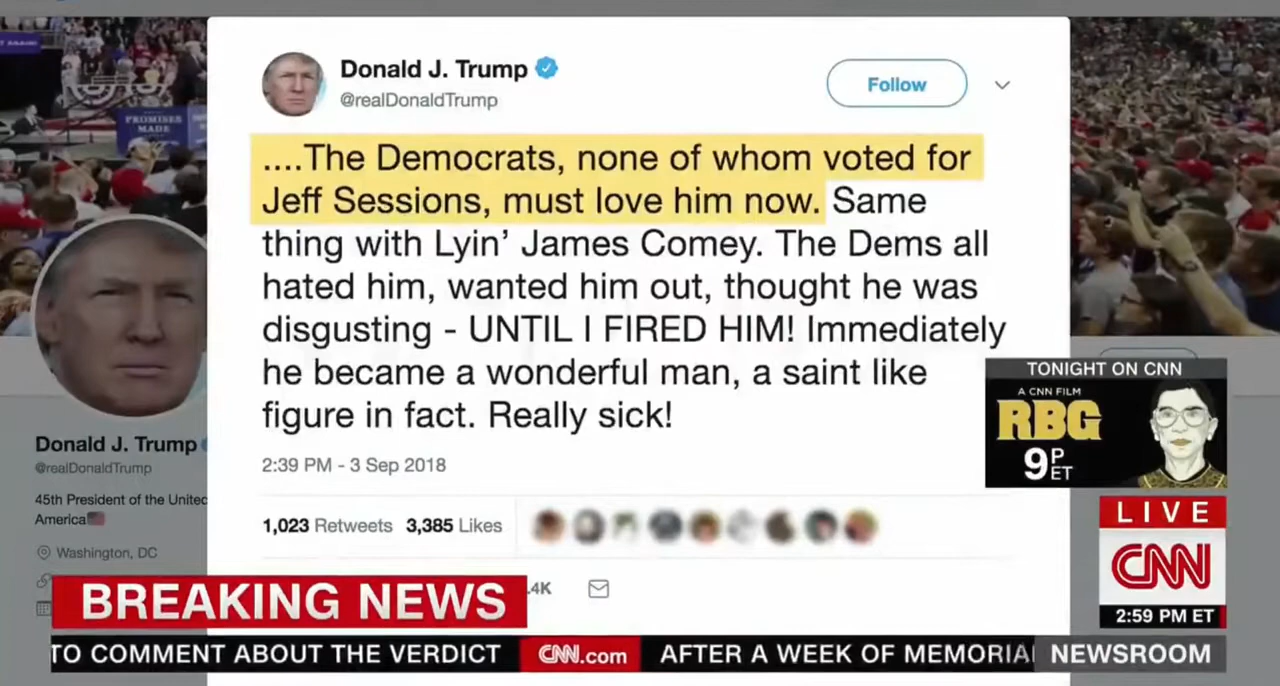 PROMISES
MADE
Donald J. Trump
@realDonaldTrump
Follow
....The Democrats, none of whom voted for
Jeff Sessions, must love him now. Same
thing with Lyin’ James Comey. The Dems all
hated him, wanted him out, thought he was
disgusting - UNTIL I FIRED HIM! Immediately
he became a wonderful man, a saint like
figure in fact. Really sick!
2:39 PM - 3 Sep 2018
1,023 Retweets 3,385 Likes
.4K
Donald J. Trump
@realDonaldTrump
45th President of the United
America
Washington, DC
TONIGHT ON CNN
A CNN FILM
RBG
9P ET
LIVE
CNN
2:59 PM ET
BREAKING NEWS
TO COMMENT ABOUT THE VERDICT CNN.com AFTER A WEEK OF MEMORIA NEWSROOM